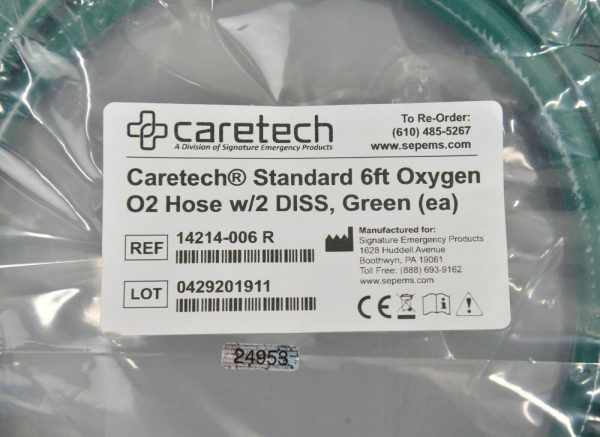 caretech
A Division of Signature Emergency Products
To Re-Order:
(610) 485-5267
www.sepems.com
Caretech® Standard 6ft Oxygen
O2 Hose w/2 DISS, Green (ea)
REF 14214-006 R
LOT 0429201911
Manufactured for:
Signature Emergency Products
1628 Huddell Avenue
Boothwyn, PA 19061
Toll Free: (888) 693-9162
www.sepems.com
CE
24953